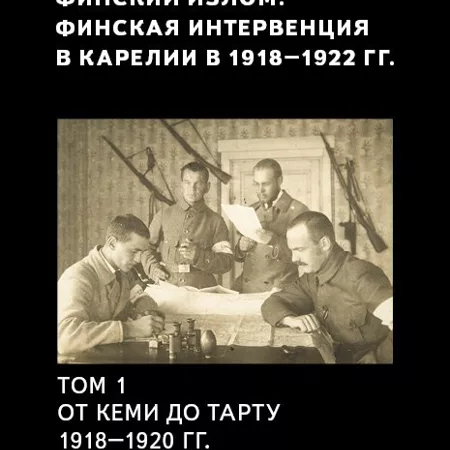 ФИНСКИЙ ИЗЛОМ.
ФИНСКАЯ ИНТЕРВЕНЦИЯ
В КАРЕЛИИ В 1918–1922 ГГ.
ТОМ 1
ОТ КЕМИ ДО ТАРТУ
1918–1920 ГГ.